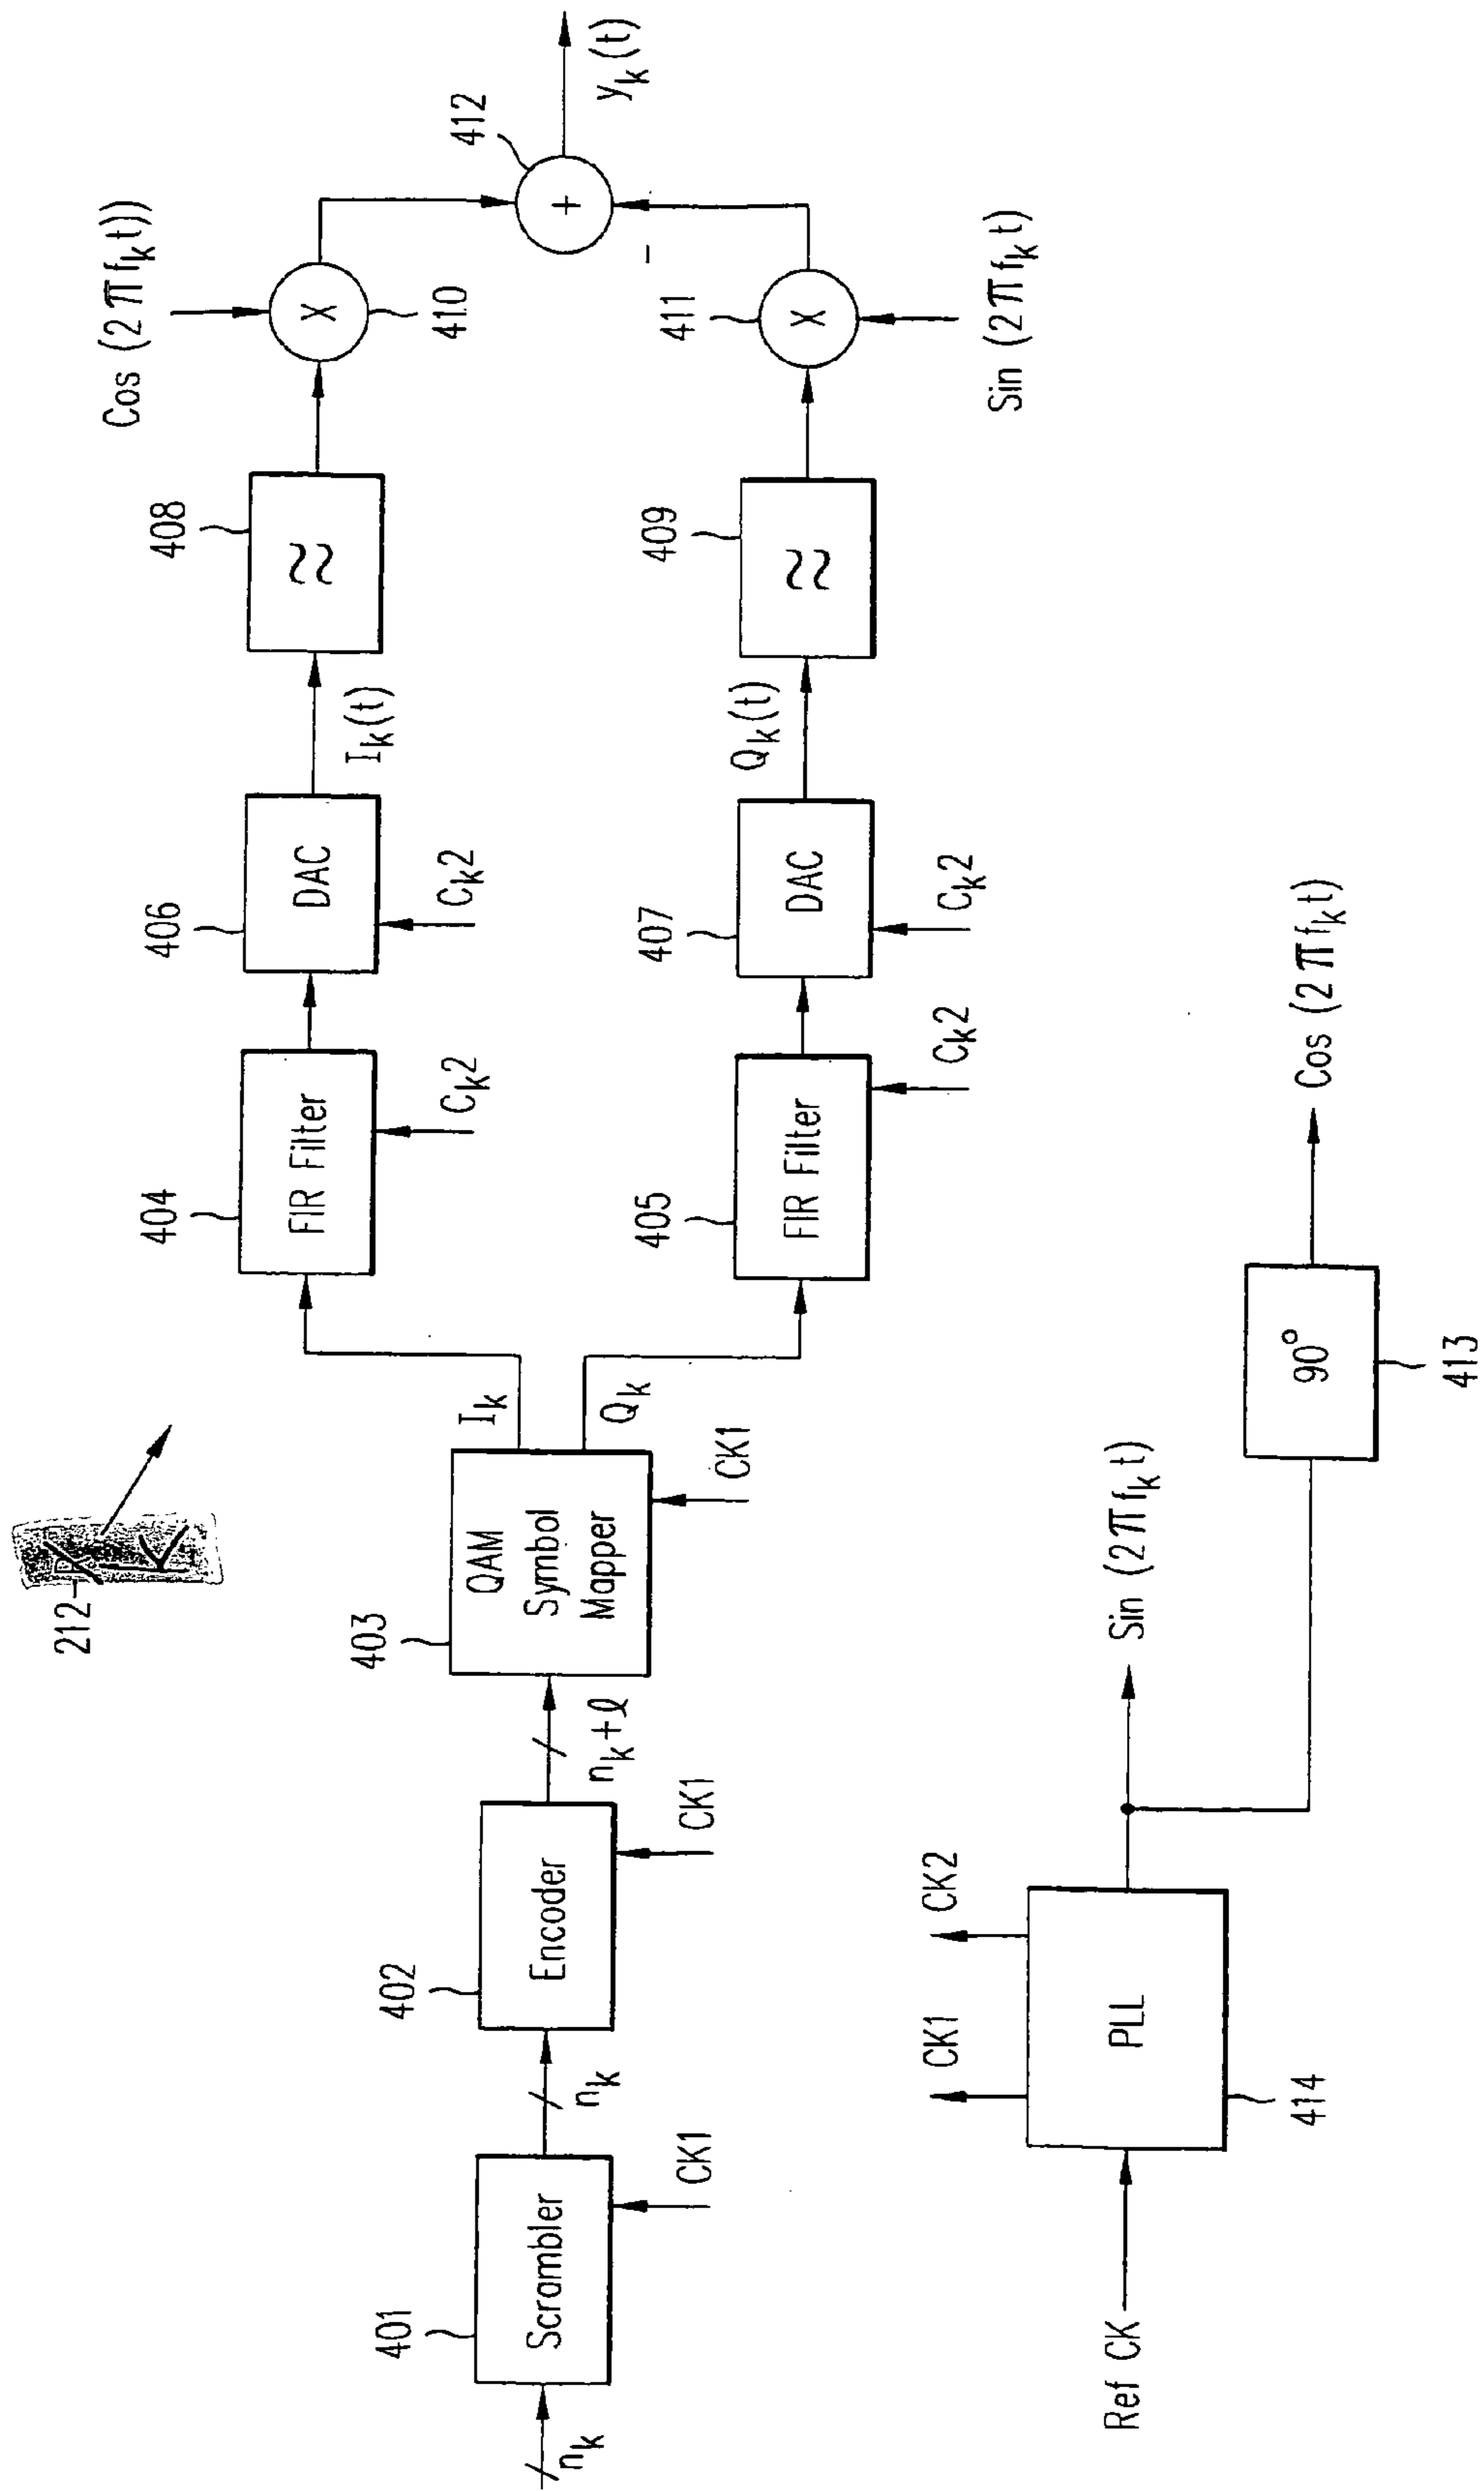 212
Cos (2πf_k t))
408
410
406
404
I_k(t)
DAC
C_k2
FIR Filter
C_k2
403
I_k
QAM
Symbol
Mapper
Q_k
CK1
402
n_k+ℓ
Encoder
CK1
401
n_k
Scrambler
CK1
n_k
412
+
y_k(t)
−
X
411
X
Sin (2πf_k t)
409
Q_k(t)
407
DAC
C_k2
405
FIR Filter
C_k2
CK1
CK2
PLL
414
Ref CK
Sin (2πf_k t)
90°
413
Cos (2πf_k t)